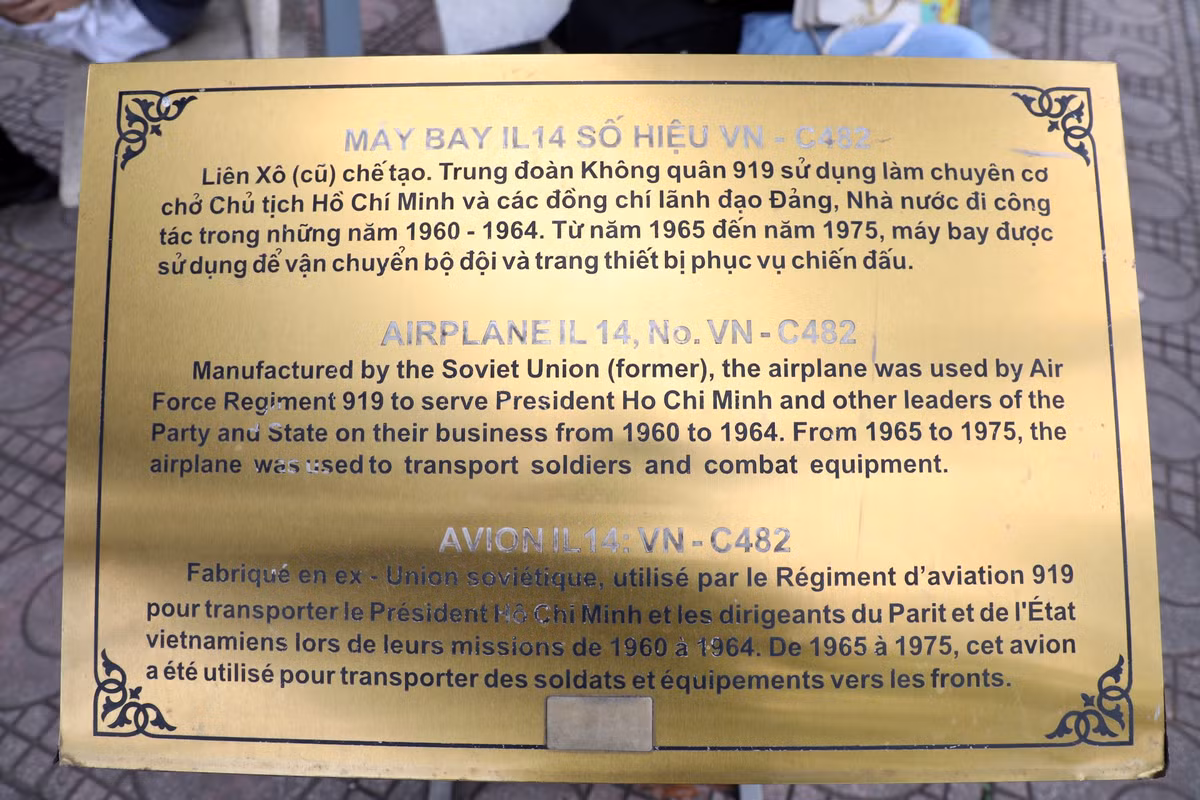 MÁY BAY IL14 SỐ HIỆU VN - C482
Liên Xô (cũ) chế tạo. Trung đoàn Không quân 919 sử dụng làm chuyên cơ
chở Chủ tịch Hồ Chí Minh và các đồng chí lãnh đạo Đảng, Nhà nước đi công
tác trong những năm 1960 - 1964. Từ năm 1965 đến năm 1975, máy bay được
sử dụng để vận chuyển bộ đội và trang thiết bị phục vụ chiến đấu.
AIRPLANE IL 14, No. VN - C482
Manufactured by the Soviet Union (former), the airplane was used by Air
Force Regiment 919 to serve President Ho Chi Minh and other leaders of the
Party and State on their business from 1960 to 1964. From 1965 to 1975, the
airplane was used to transport soldiers and combat equipment.
AVION IL14: VN - C482
Fabriqué en ex - Union soviétique, utilisé par le Régiment d'aviation 919
pour transporter le Président Hô Chi Minh et les dirigeants du Parit et de l'État
vietnamiens lors de leurs missions de 1960 à 1964. De 1965 à 1975, cet avion
a été utilisé pour transporter des soldats et équipements vers les fronts.